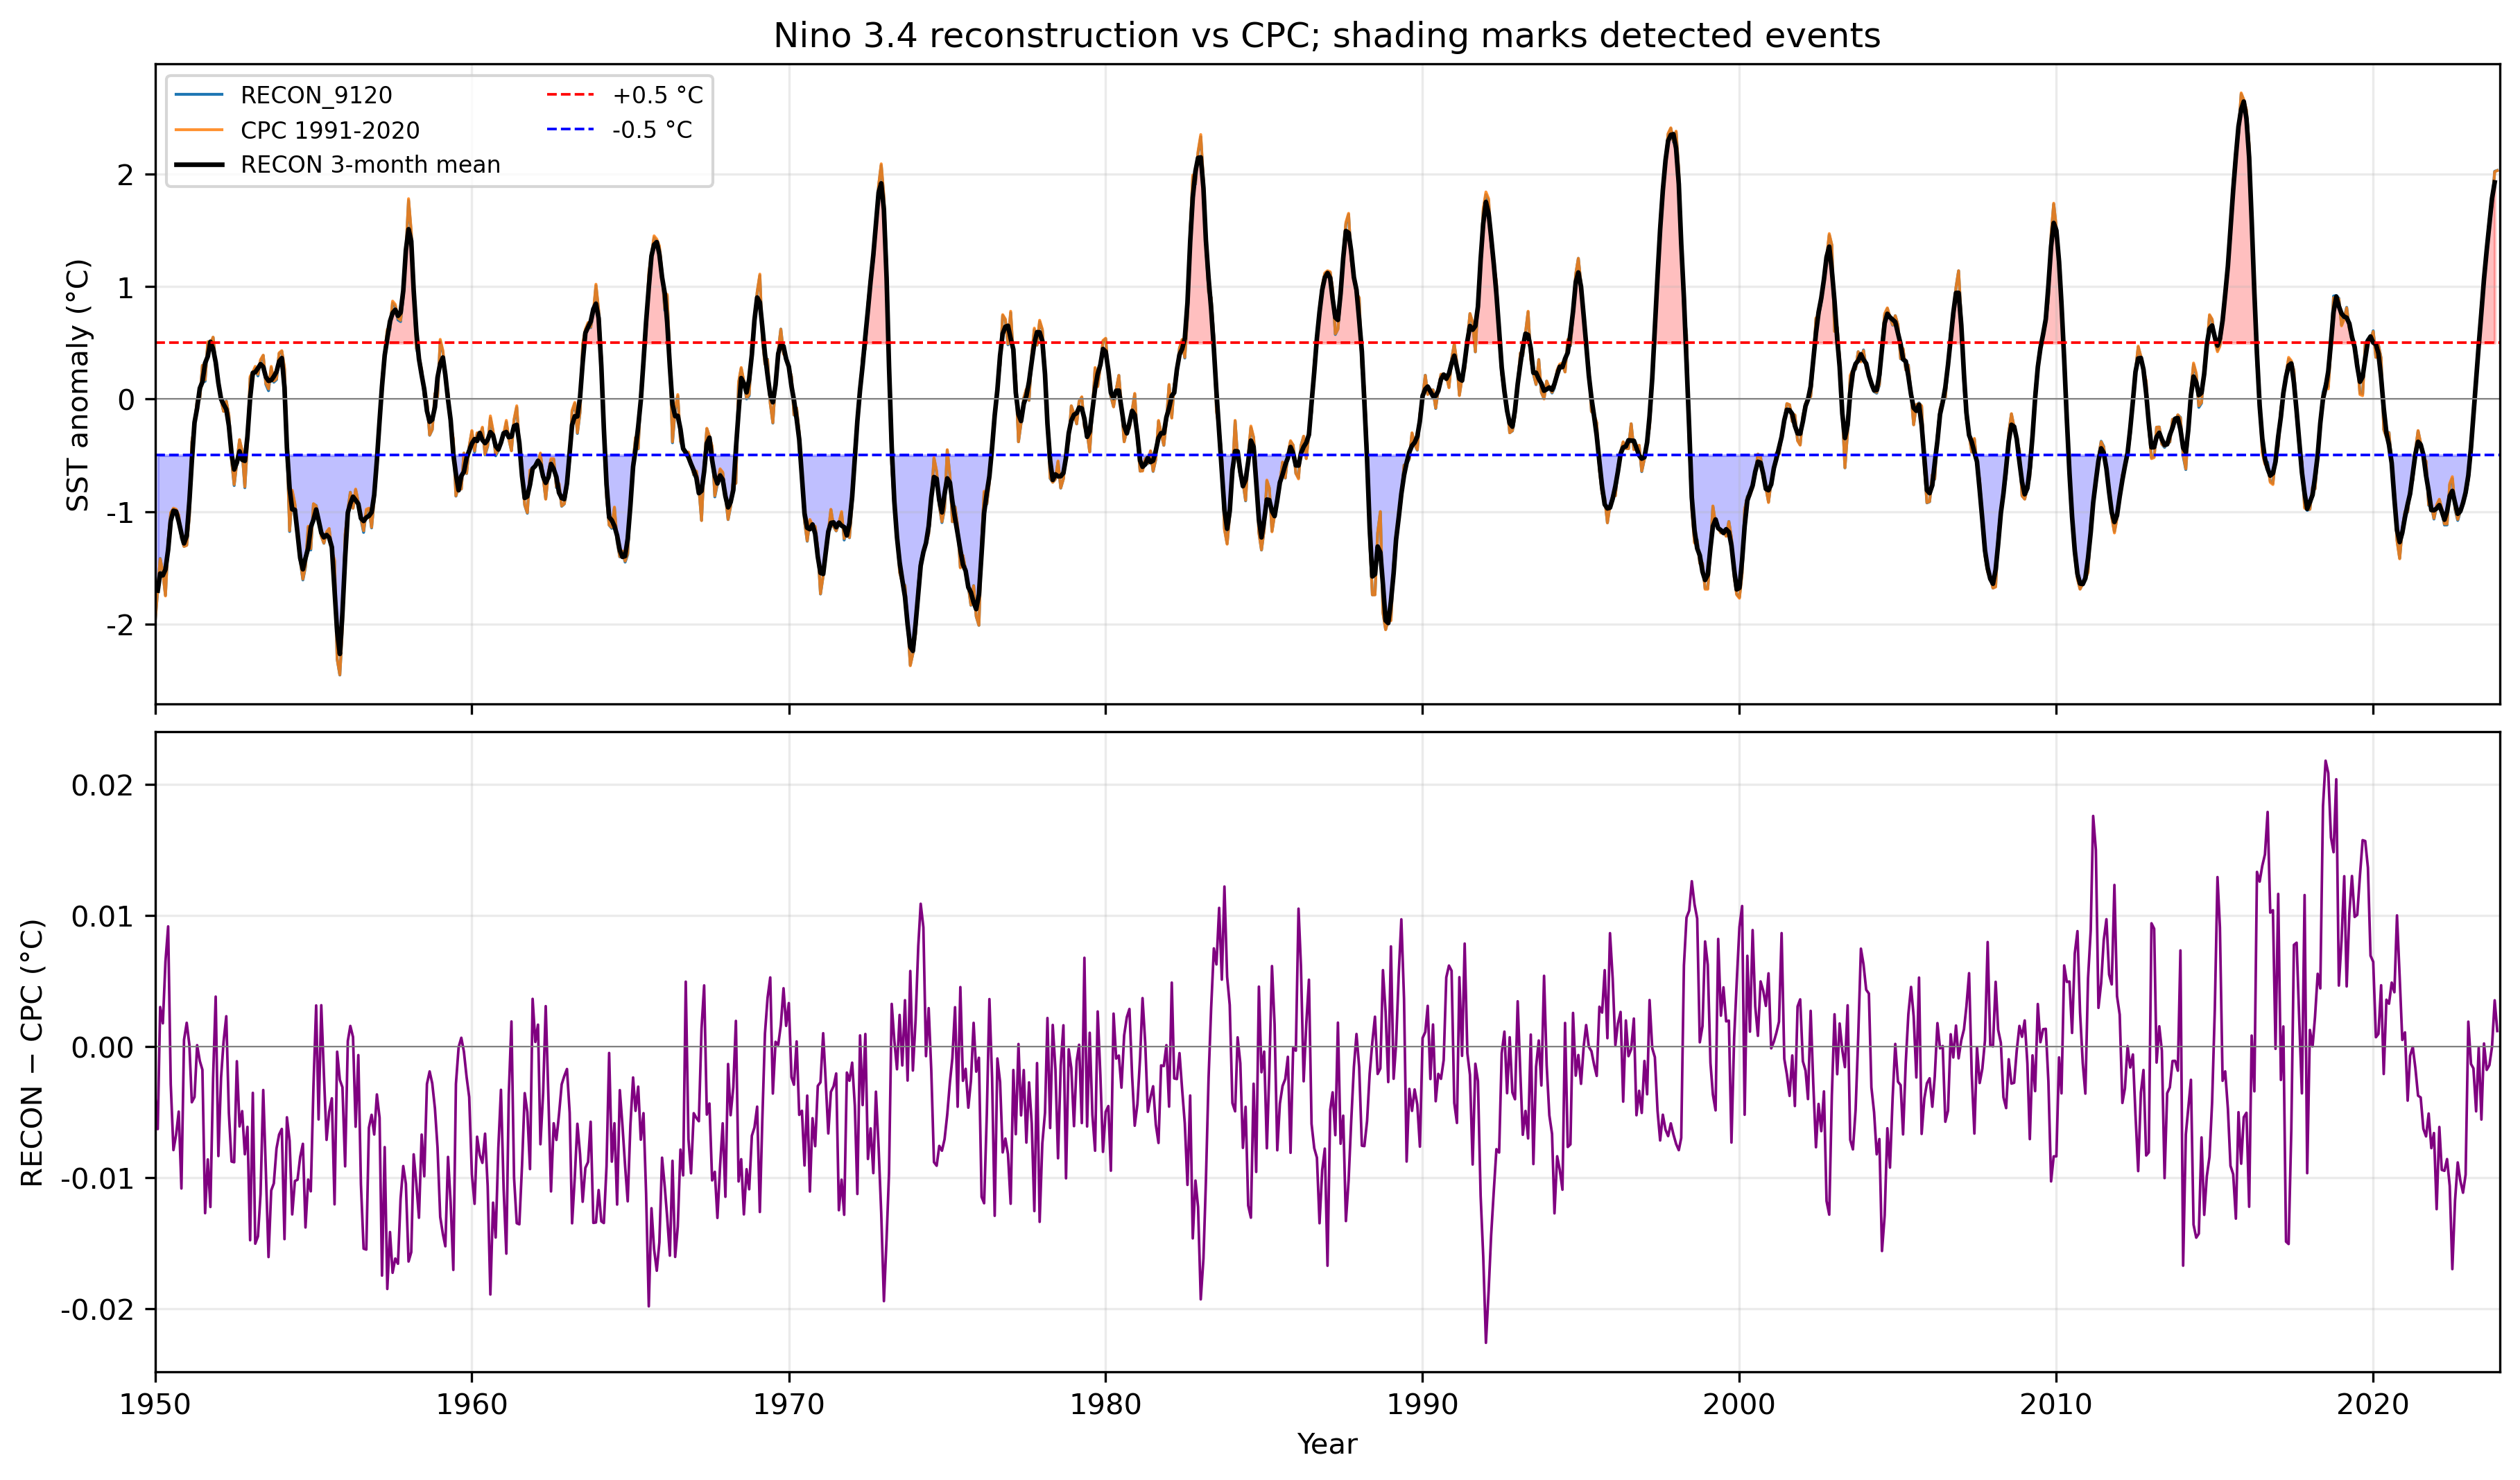 Nino 3.4 reconstruction vs CPC; shading marks detected events
RECON_9120
CPC 1991-2020
RECON 3-month mean
+0.5 °C
-0.5 °C
SST anomaly (°C)
2
1
0
-1
-2
RECON − CPC (°C)
0.02
0.01
0.00
-0.01
-0.02
1950 1960 1970 1980 1990 2000 2010 2020
Year